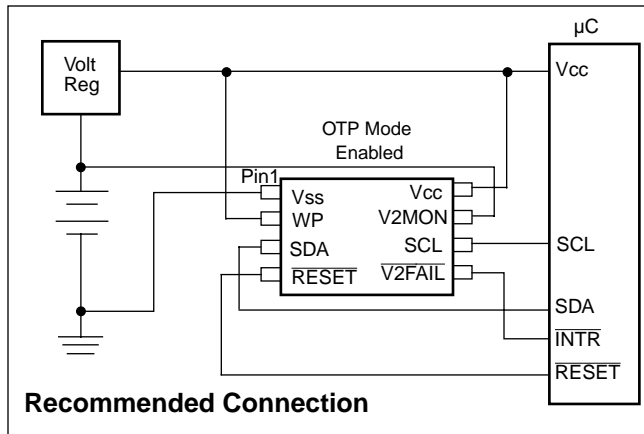 µC
Volt
Reg
Vcc
OTP Mode
Enabled
Pin1
Vss
Vcc
WP
V2MON
SDA
SCL
SCL
RESET
V2FAIL
SDA
INTR
RESET
Recommended Connection